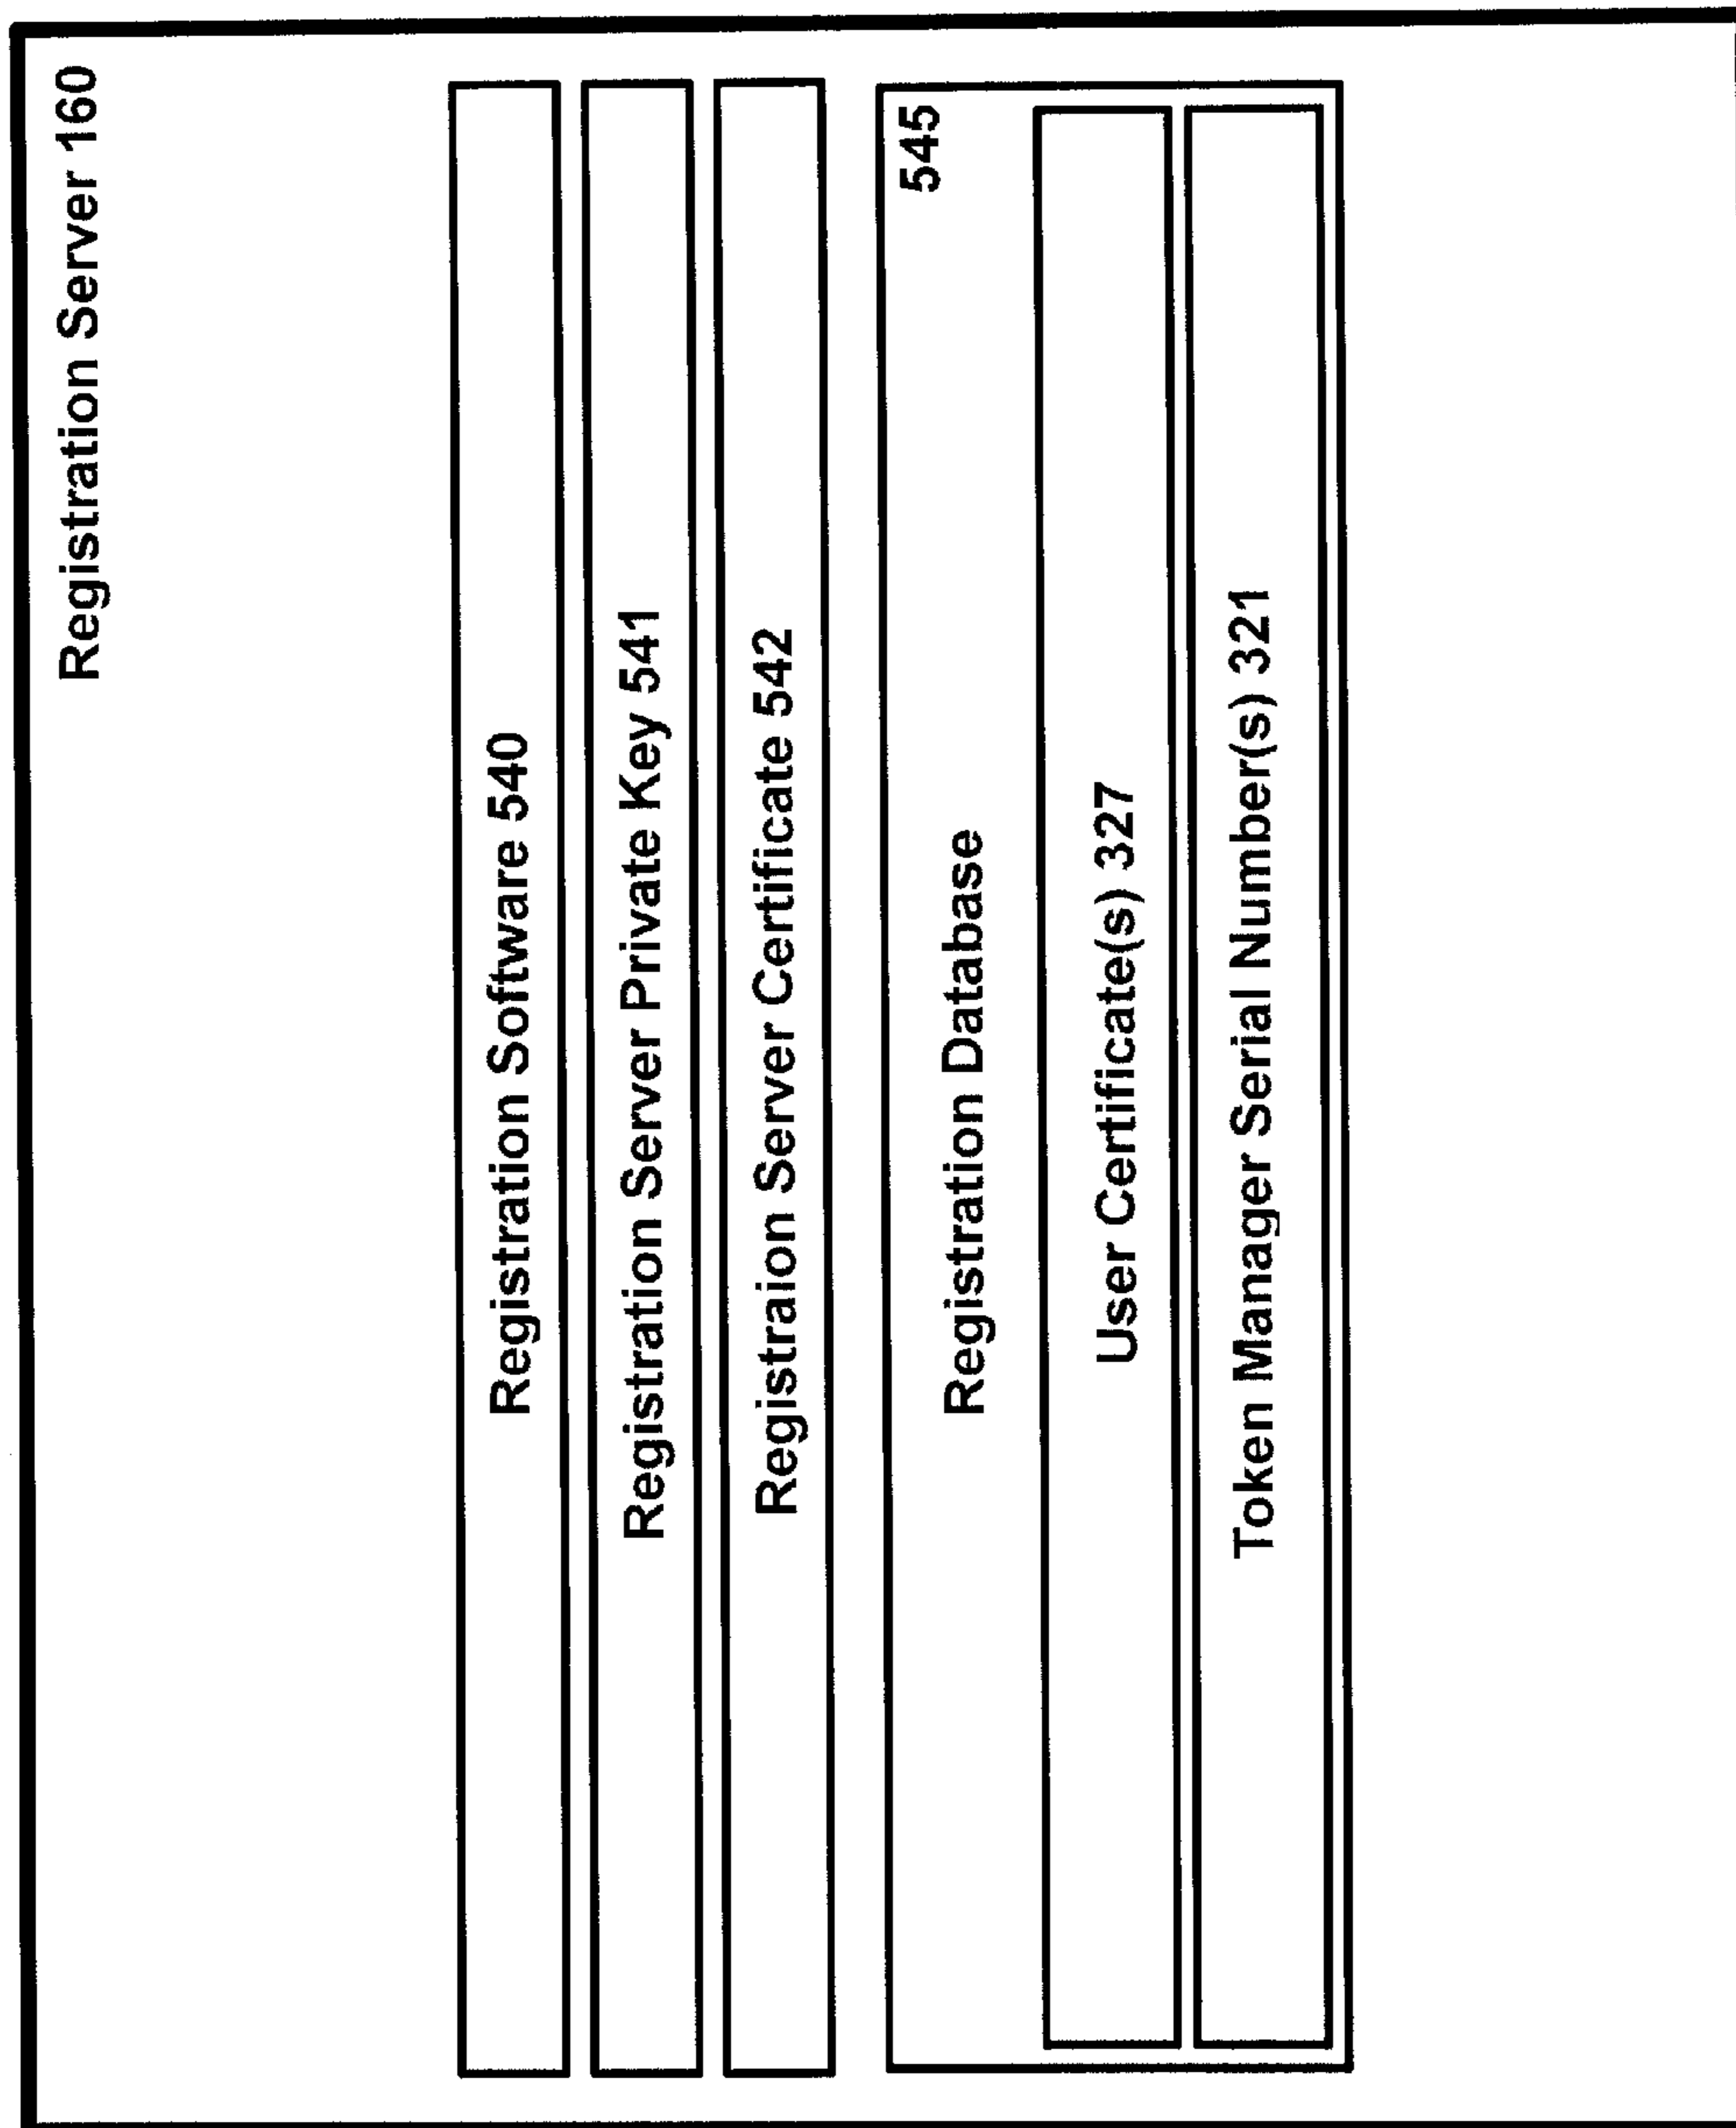 Registration Server 160
Registration Software 540
Registration Server Private Key 541
Registraion Server Certificate 542
545
Registration Database
User Certificate(s) 327
Token Manager Serial Number(s) 321